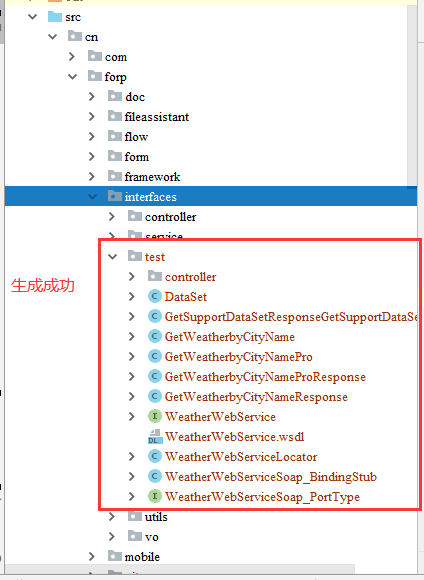 src
cn
com
forp
doc
fileassistant
flow
form
framework
interfaces
controller
service
test
生成成功
controller
DataSet
GetSupportDataSetResponseGetSupportDataSe
GetWeatherbyCityName
GetWeatherbyCityNamePro
GetWeatherbyCityNameProResponse
GetWeatherbyCityNameResponse
WeatherWebService
WeatherWebService.wsdl
WeatherWebServiceLocator
WeatherWebServiceSoap_BindingStub
WeatherWebServiceSoap_PortType
utils
vo
mobile